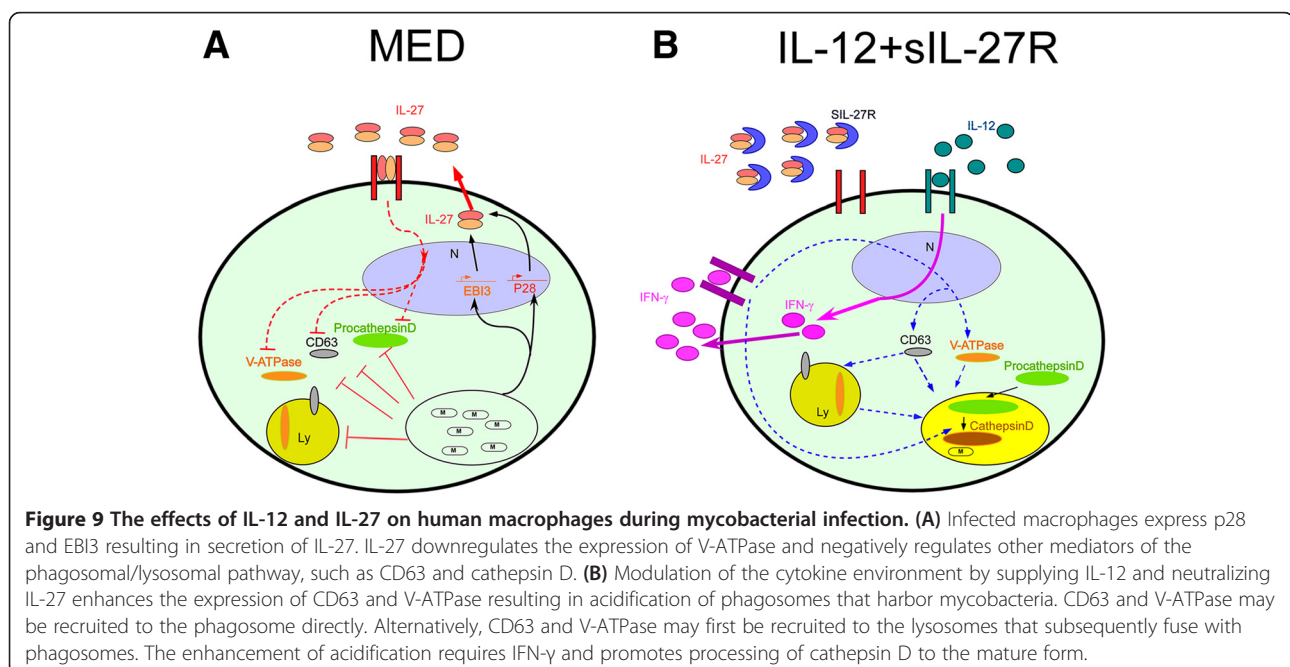 A
MED
IL-27
IL-27
N
EBI3
P28
ProcathepsinD
CD63
V-ATPase
Ly
M
M
M
M
M
M
M
B
IL-12+sIL-27R
SIL-27R
IL-12
IL-27
N
IFN-γ
IFN-γ
CD63
V-ATPase
ProcathepsinD
Ly
CathepsinD
M
Figure 9 The effects of IL-12 and IL-27 on human macrophages during mycobacterial infection. (A) Infected macrophages express p28
and EBI3 resulting in secretion of IL-27. IL-27 downregulates the expression of V-ATPase and negatively regulates other mediators of the
phagosomal/lysosomal pathway, such as CD63 and cathepsin D. (B) Modulation of the cytokine environment by supplying IL-12 and neutralizing
IL-27 enhances the expression of CD63 and V-ATPase resulting in acidification of phagosomes that harbor mycobacteria. CD63 and V-ATPase may
be recruited to the phagosome directly. Alternatively, CD63 and V-ATPase may first be recruited to the lysosomes that subsequently fuse with
phagosomes. The enhancement of acidification requires IFN-γ and promotes processing of cathepsin D to the mature form.